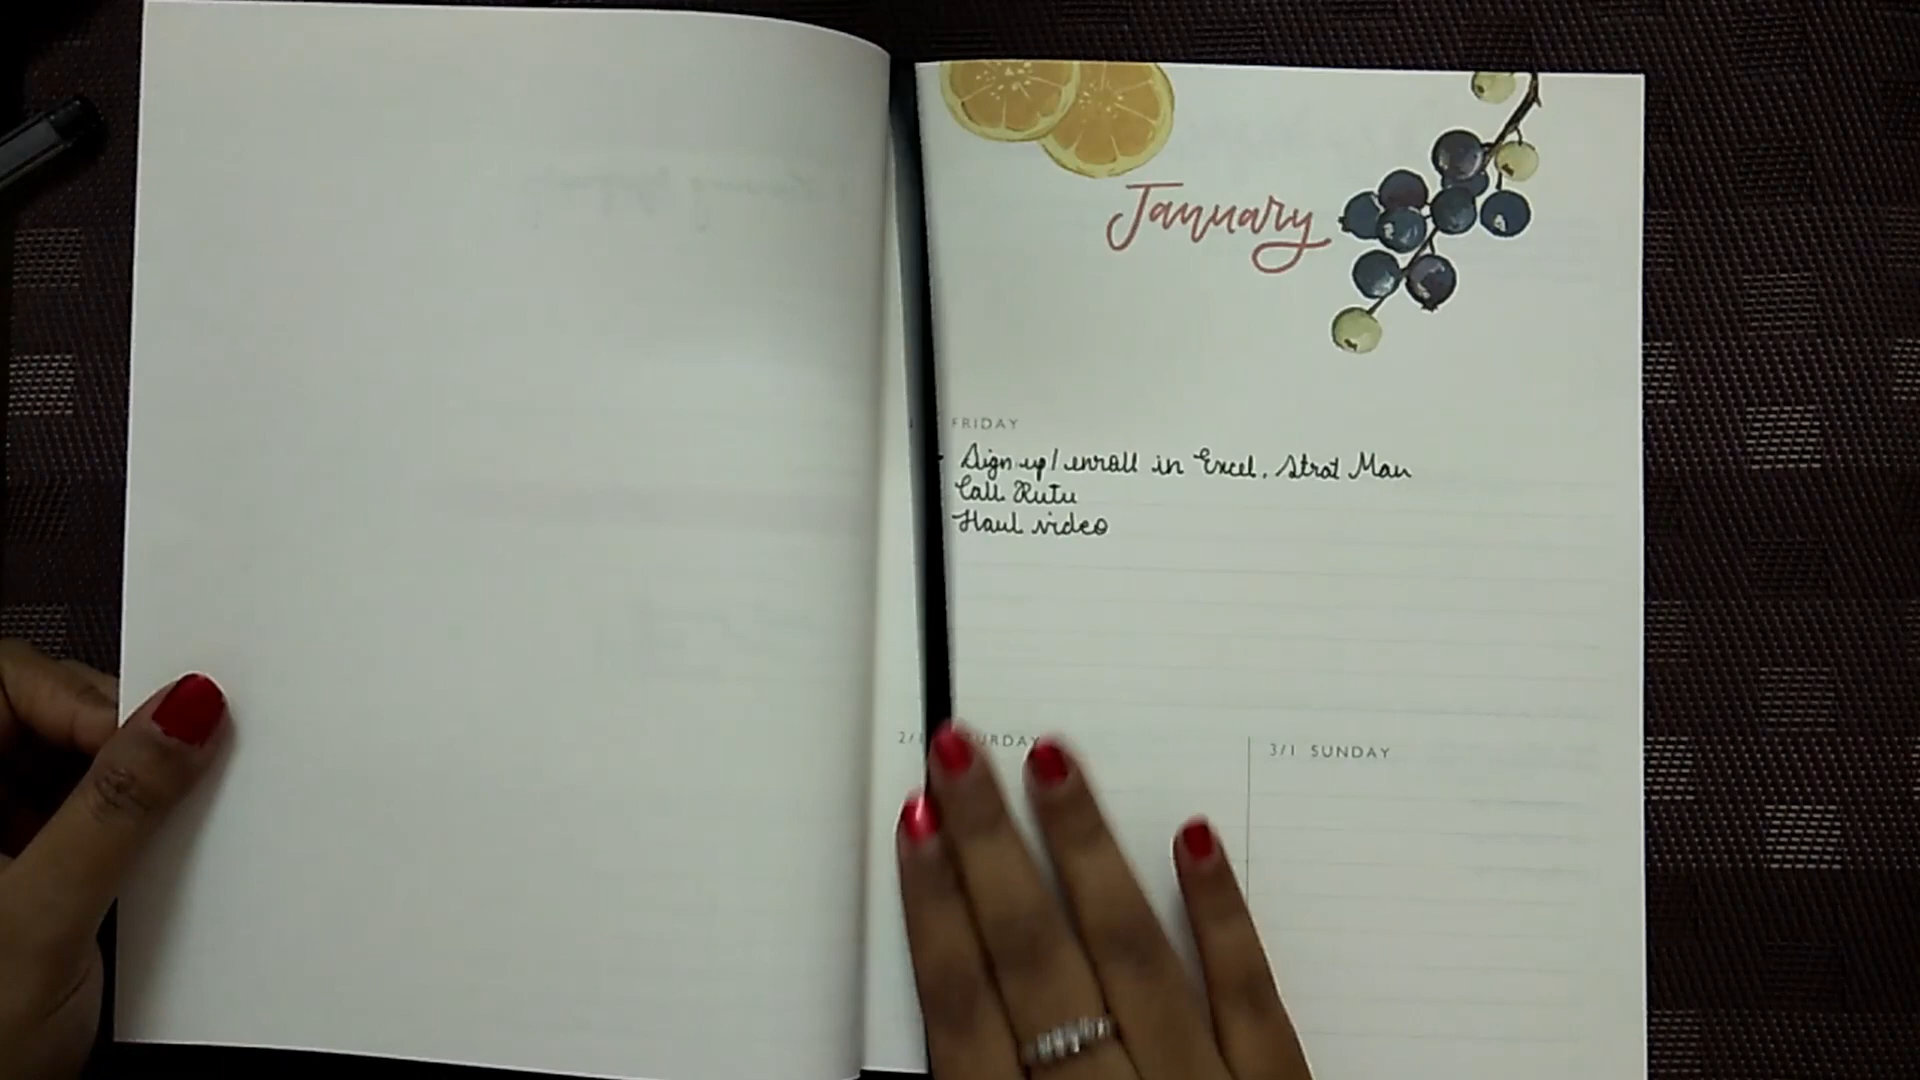 January
FRIDAY
Sign up/enroll in Excel, Strat Man
Call Rutu
Haul video
3/1 SUNDAY